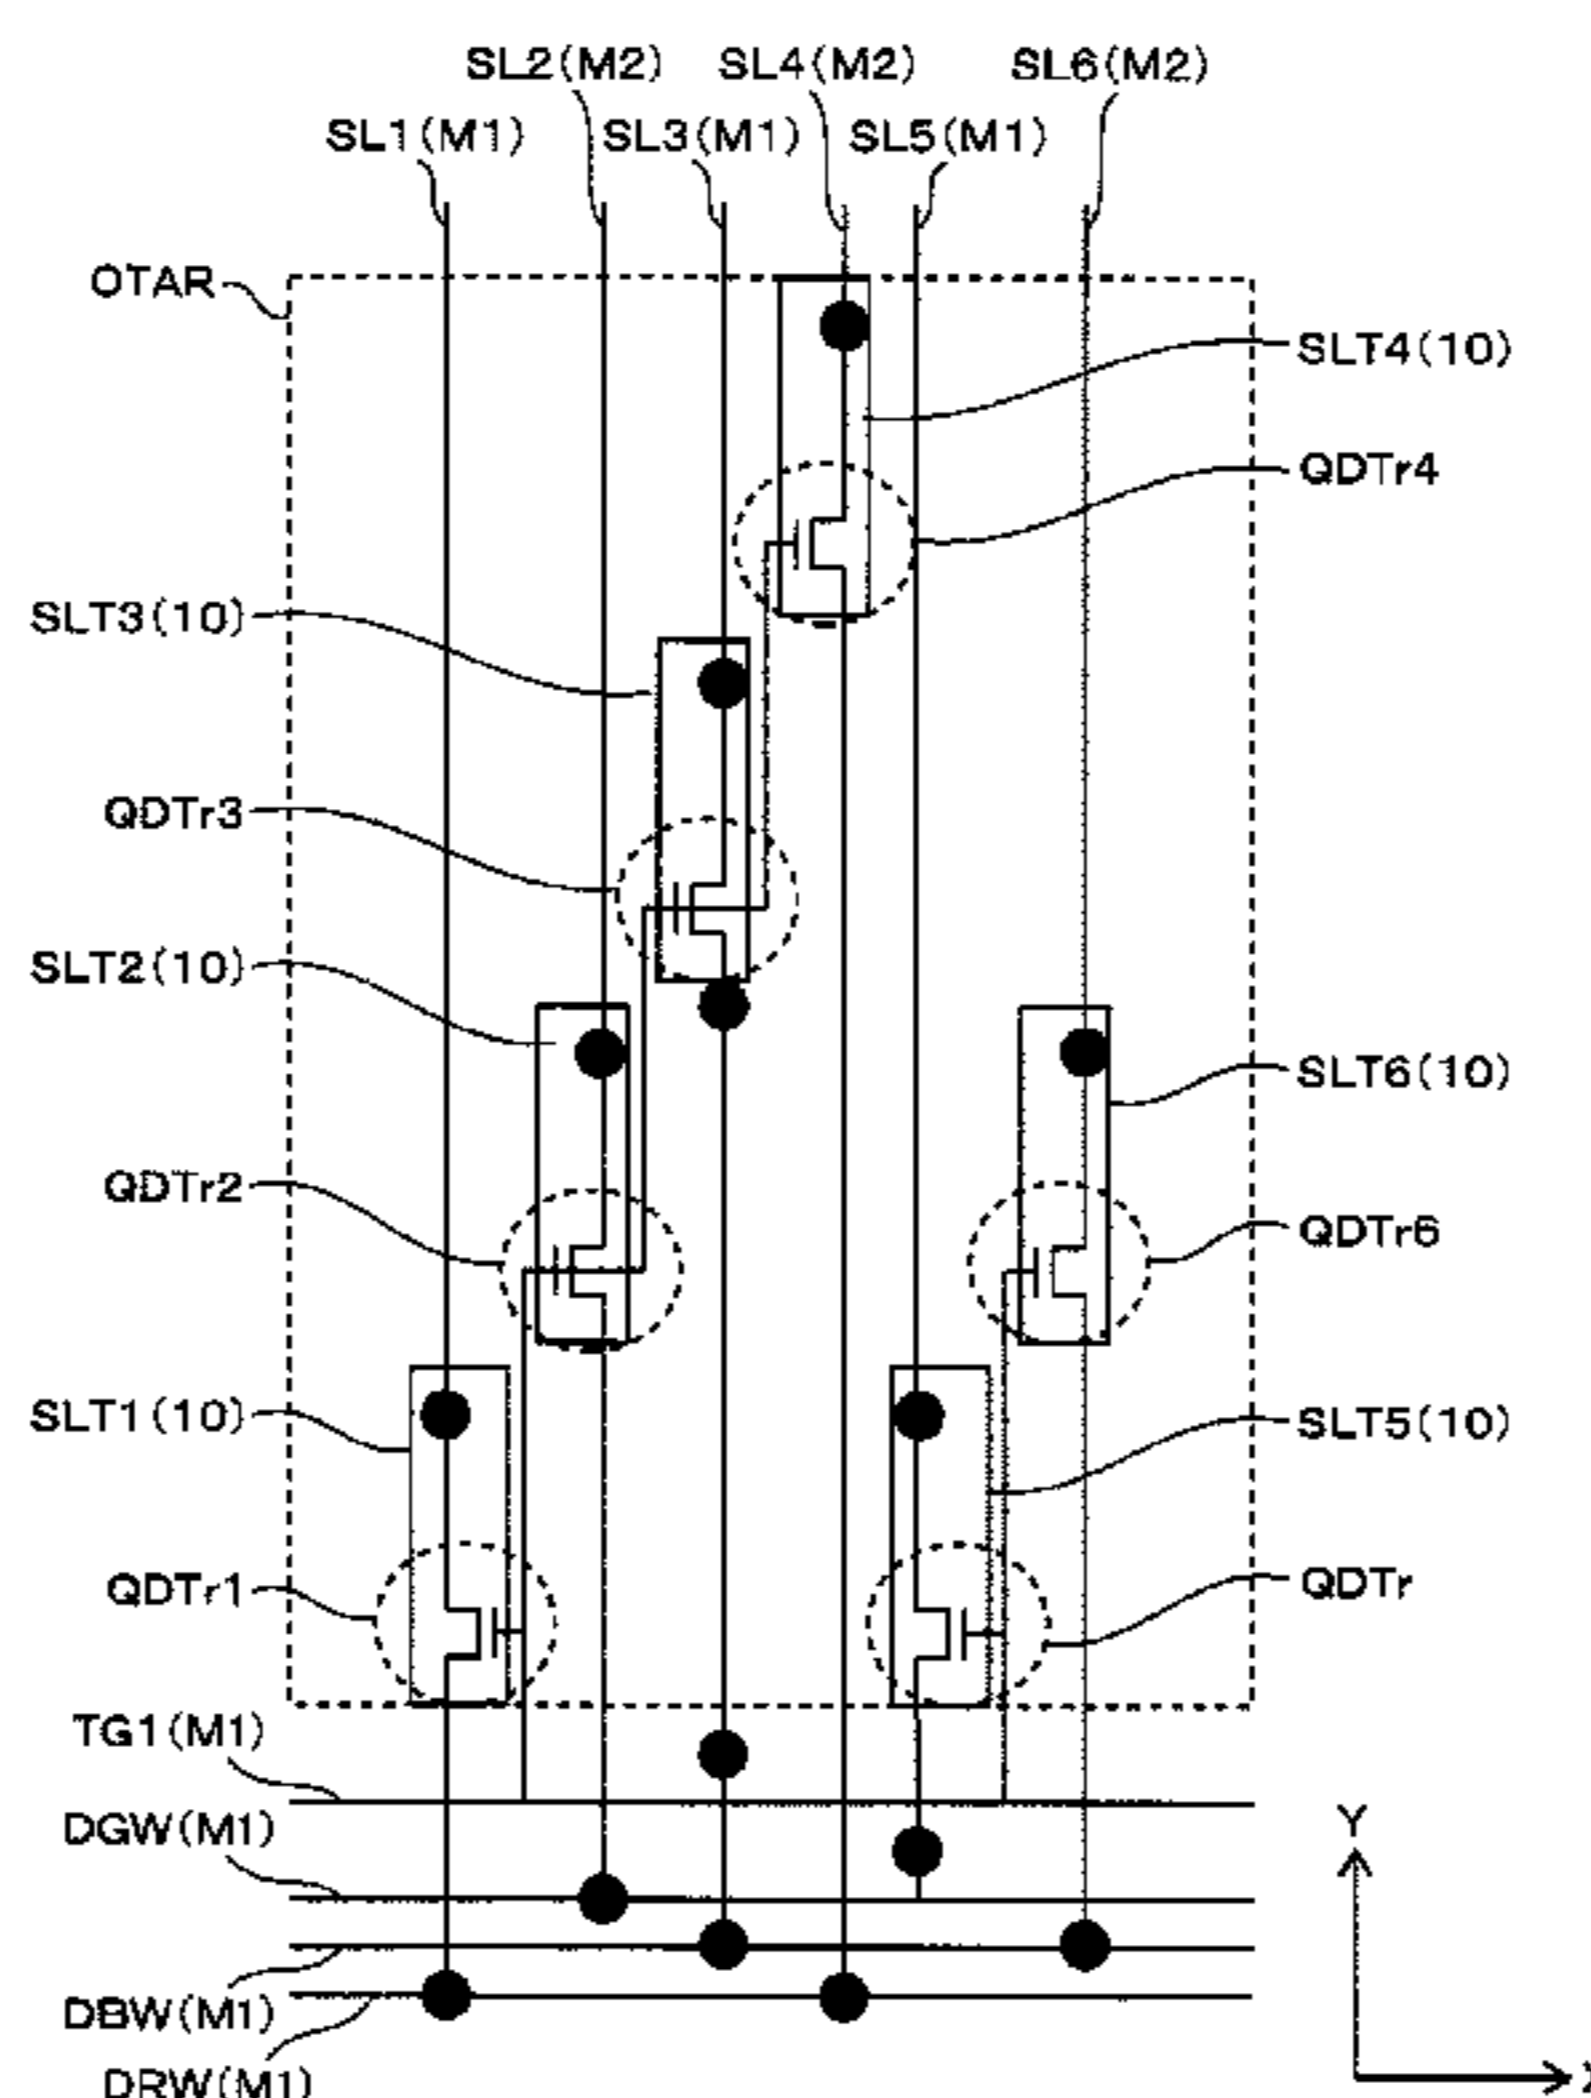 SL2(M2) SL4(M2) SL6(M2)
SL1(M1) SL3(M1) SL5(M1)
OTAR
SLT4(10)
QDTr4
SLT3(10)
QDTr3
SLT2(10)
SLT6(10)
QDTr2
QDTr6
SLT1(10)
SLT5(10)
QDTr1
QDTr
TG1(M1)
DGW(M1)
Y
DBW(M1)
DRW(M1)